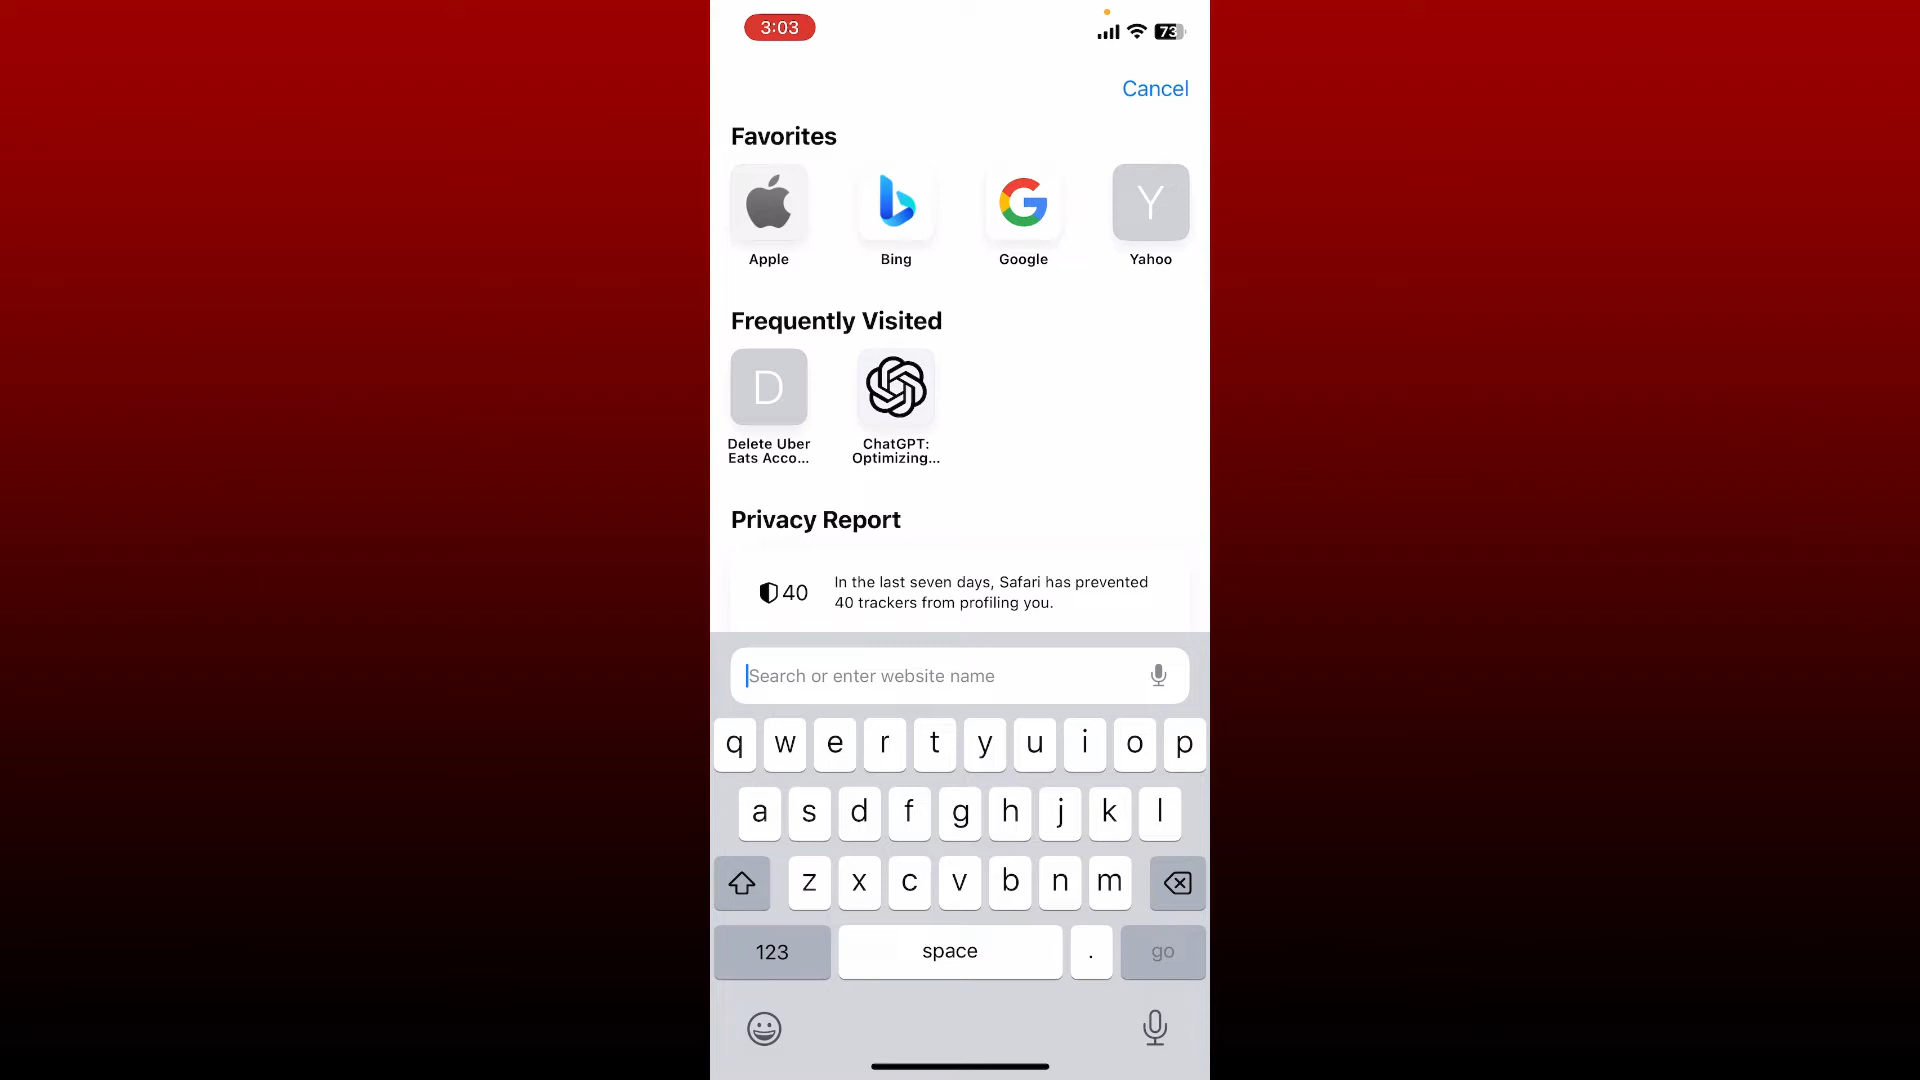 3:03
73
Cancel
Favorites
Y
Apple
Bing
Google
Yahoo
Frequently Visited
D
Delete Uber
Eats Acco...
ChatGPT:
Optimizing...
Privacy Report
40
In the last seven days, Safari has prevented
40 trackers from profiling you.
Search or enter website name
q w e r t y u i o p
a s d f g h j k l
z x c v b n m
123 space . go